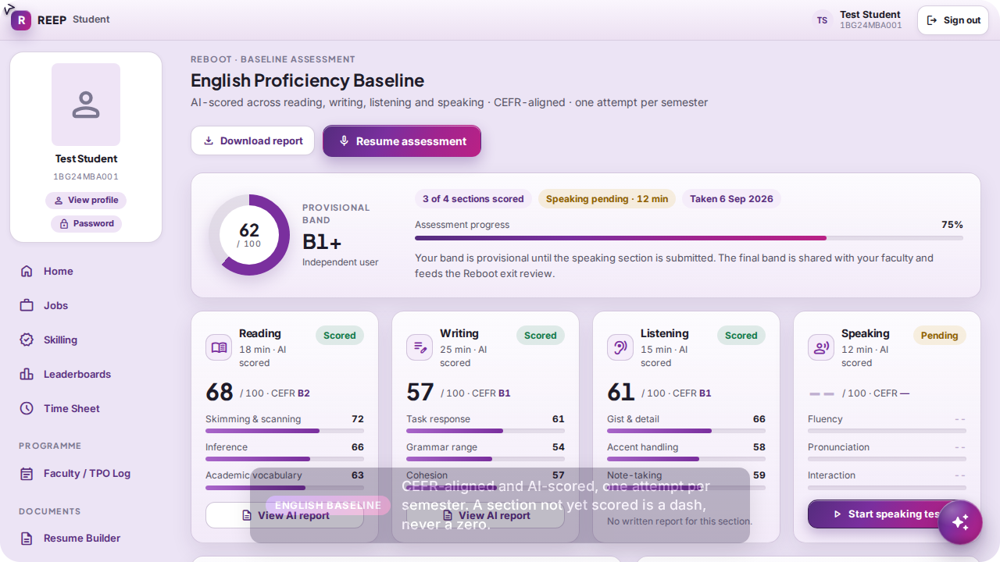 R REEP Student
TS Test Student
1BG24MBA001
Sign out
Test Student
1BG24MBA001
View profile
Password
Home
Jobs
Skilling
Leaderboards
Time Sheet
PROGRAMME
Faculty / TPO Log
DOCUMENTS
Resume Builder
REBOOT · BASELINE ASSESSMENT
English Proficiency Baseline
AI-scored across reading, writing, listening and speaking · CEFR-aligned · one attempt per semester
Download report
Resume assessment
62
/ 100
PROVISIONAL
BAND
B1+
Independent user
3 of 4 sections scored
Speaking pending · 12 min
Taken 6 Sep 2026
Assessment progress 75%
Your band is provisional until the speaking section is submitted. The final band is shared with your faculty and
feeds the Reboot exit review.
Reading
18 min · AI
scored
Scored
68 / 100 · CEFR B2
Skimming & scanning 72
Inference 66
Academic vocabulary 63
View AI report
Writing
25 min · AI
scored
Scored
57 / 100 · CEFR B1
Task response 61
Grammar range 54
Cohesion 57
View AI report
Listening
15 min · AI
scored
Scored
61 / 100 · CEFR B1
Gist & detail 66
Accent handling 58
Note-taking 59
No written report for this section.
Speaking
12 min · AI
scored
Pending
-- / 100 · CEFR —
Fluency --
Pronunciation --
Interaction --
Start speaking
ENGLISH BASELINE
CEFR-aligned and AI-scored, one attempt per
semester. A section not yet scored is a dash,
never a zero.